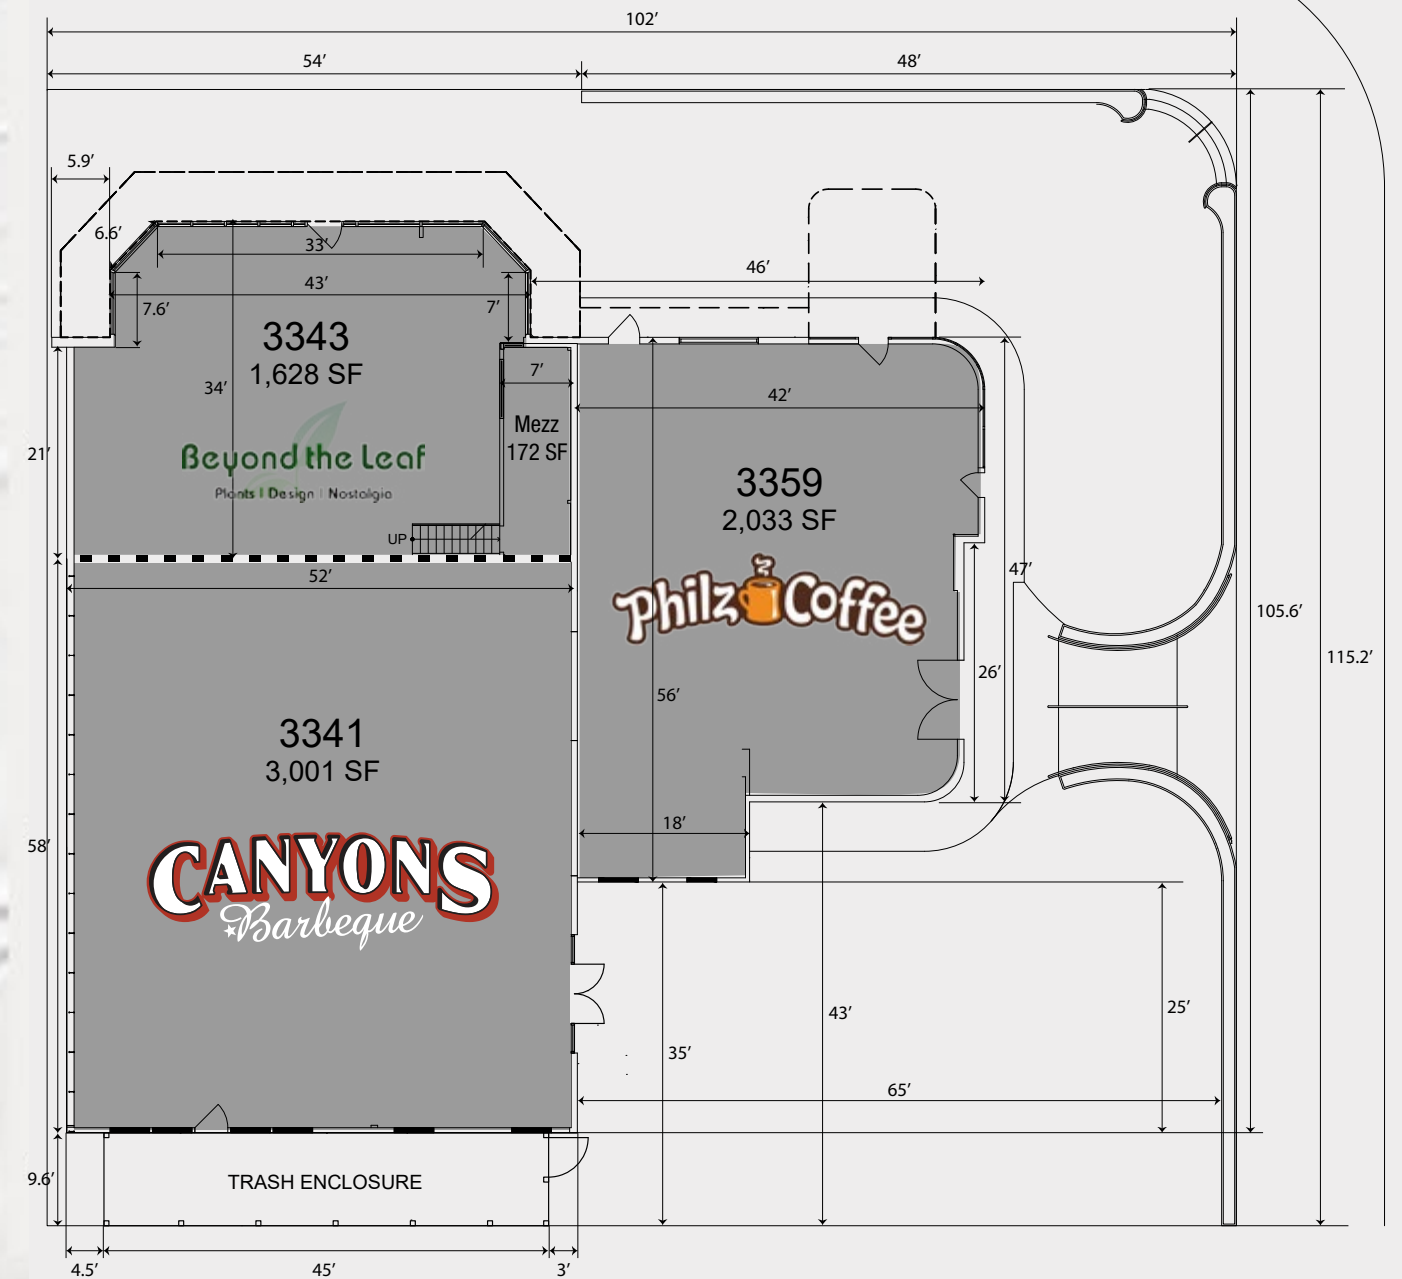 102′
54′
48′
5.9′
6.6′
33′
46′
43′
7.6′
7′
3343
1,628 SF
34′
7′
42′
Mezz
172 SF
21′
Beyond the Leaf
Plants | Design | Nostalgia
3359
2,033 SF
UP
52′
47′
Philz Coffee
105.6′
115.2′
26′
56′
3341
3,001 SF
18′
58′
CANYONS
Barbeque
43′
25′
35′
65′
9.6′
TRASH ENCLOSURE
4.5′
45′
3′